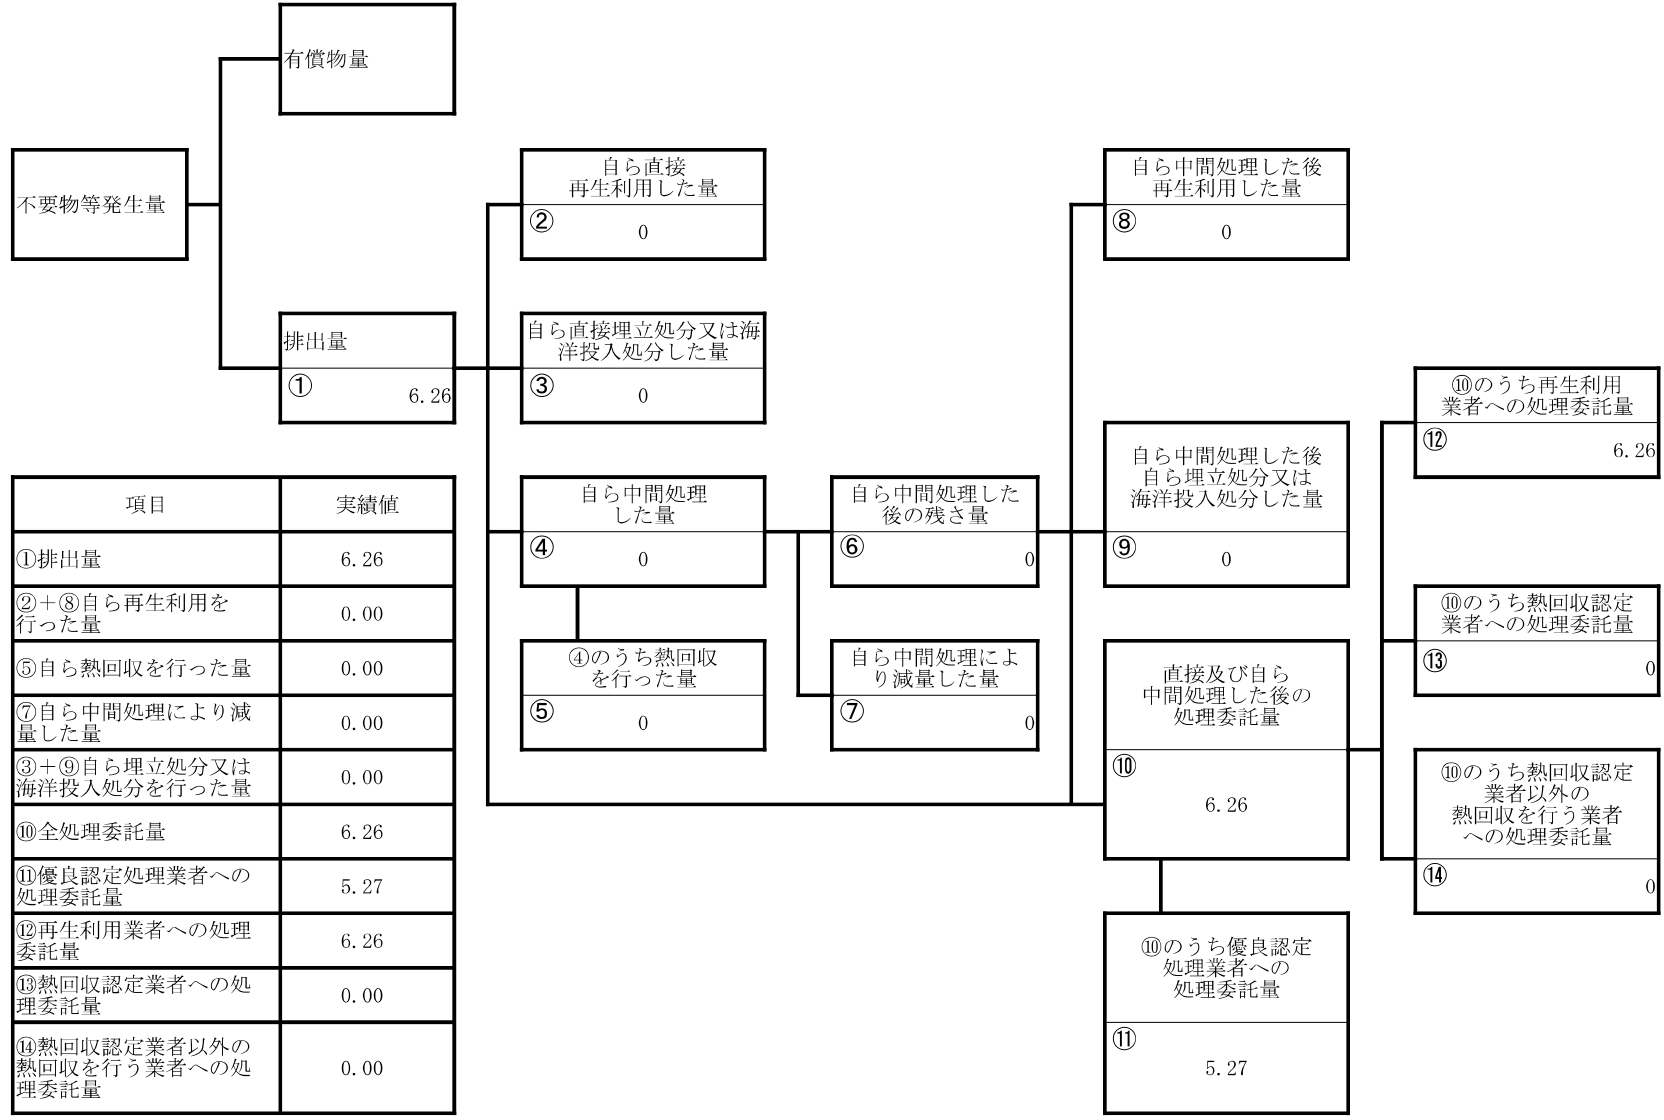 有償物量
不要物等発生量
排出量
①
6.26
自ら直接
再生利用した量
②
0
自ら直接埋立処分又は海
洋投入処分した量
③
0
自ら中間処理
した量
④
0
④のうち熱回収
を行った量
⑤
0
自ら中間処理した
後の残さ量
⑥
0
自ら中間処理によ
り減量した量
⑦
0
自ら中間処理した後
再生利用した量
⑧
0
自ら中間処理した後
自ら埋立処分又は
海洋投入処分した量
⑨
0
直接及び自ら
中間処理した後の
処理委託量
⑩
6.26
⑩のうち優良認定
処理業者への
処理委託量
⑪
5.27
⑩のうち再生利用
業者への処理委託量
⑫
6.26
⑩のうち熱回収認定
業者への処理委託量
⑬
0
⑩のうち熱回収認定
業者以外の
熱回収を行う業者
への処理委託量
⑭
0
項目 実績値
①排出量 6.26
②＋⑧自ら再生利用を
行った量
0.00
⑤自ら熱回収を行った量 0.00
⑦自ら中間処理により減
量した量
0.00
③＋⑨自ら埋立処分又は
海洋投入処分を行った量
0.00
⑩全処理委託量 6.26
⑪優良認定処理業者への
処理委託量
5.27
⑫再生利用業者への処理
委託量
6.26
⑬熱回収認定業者への処
理委託量
0.00
⑭熱回収認定業者以外の
熱回収を行う業者への処
理委託量
0.00